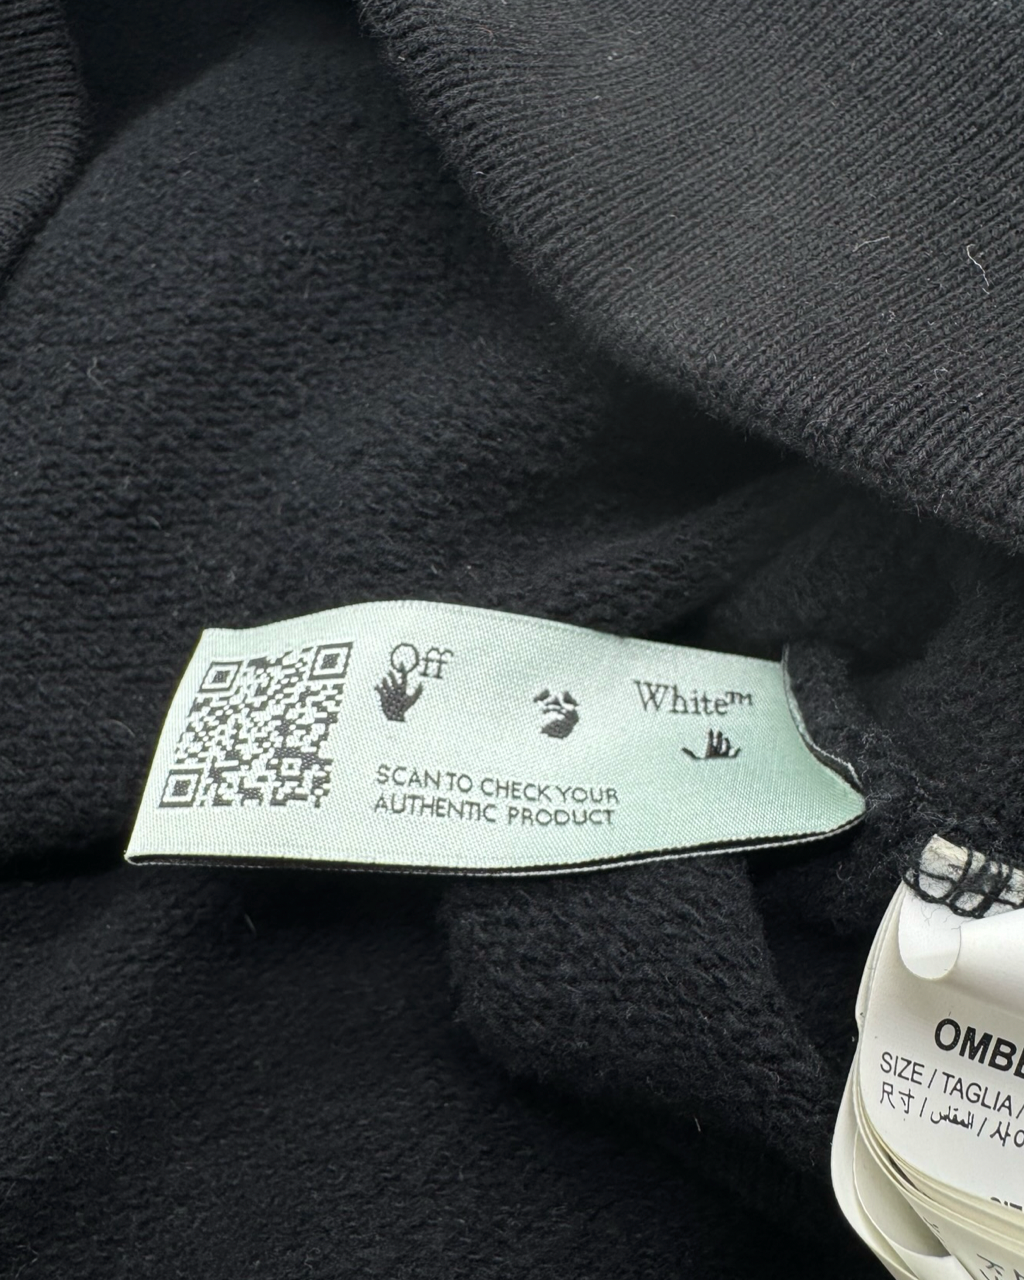 Off
White™
SCAN TO CHECK YOUR
AUTHENTIC PRODUCT
SIZE / TAGLIA /
尺寸 / المقاس / 사이